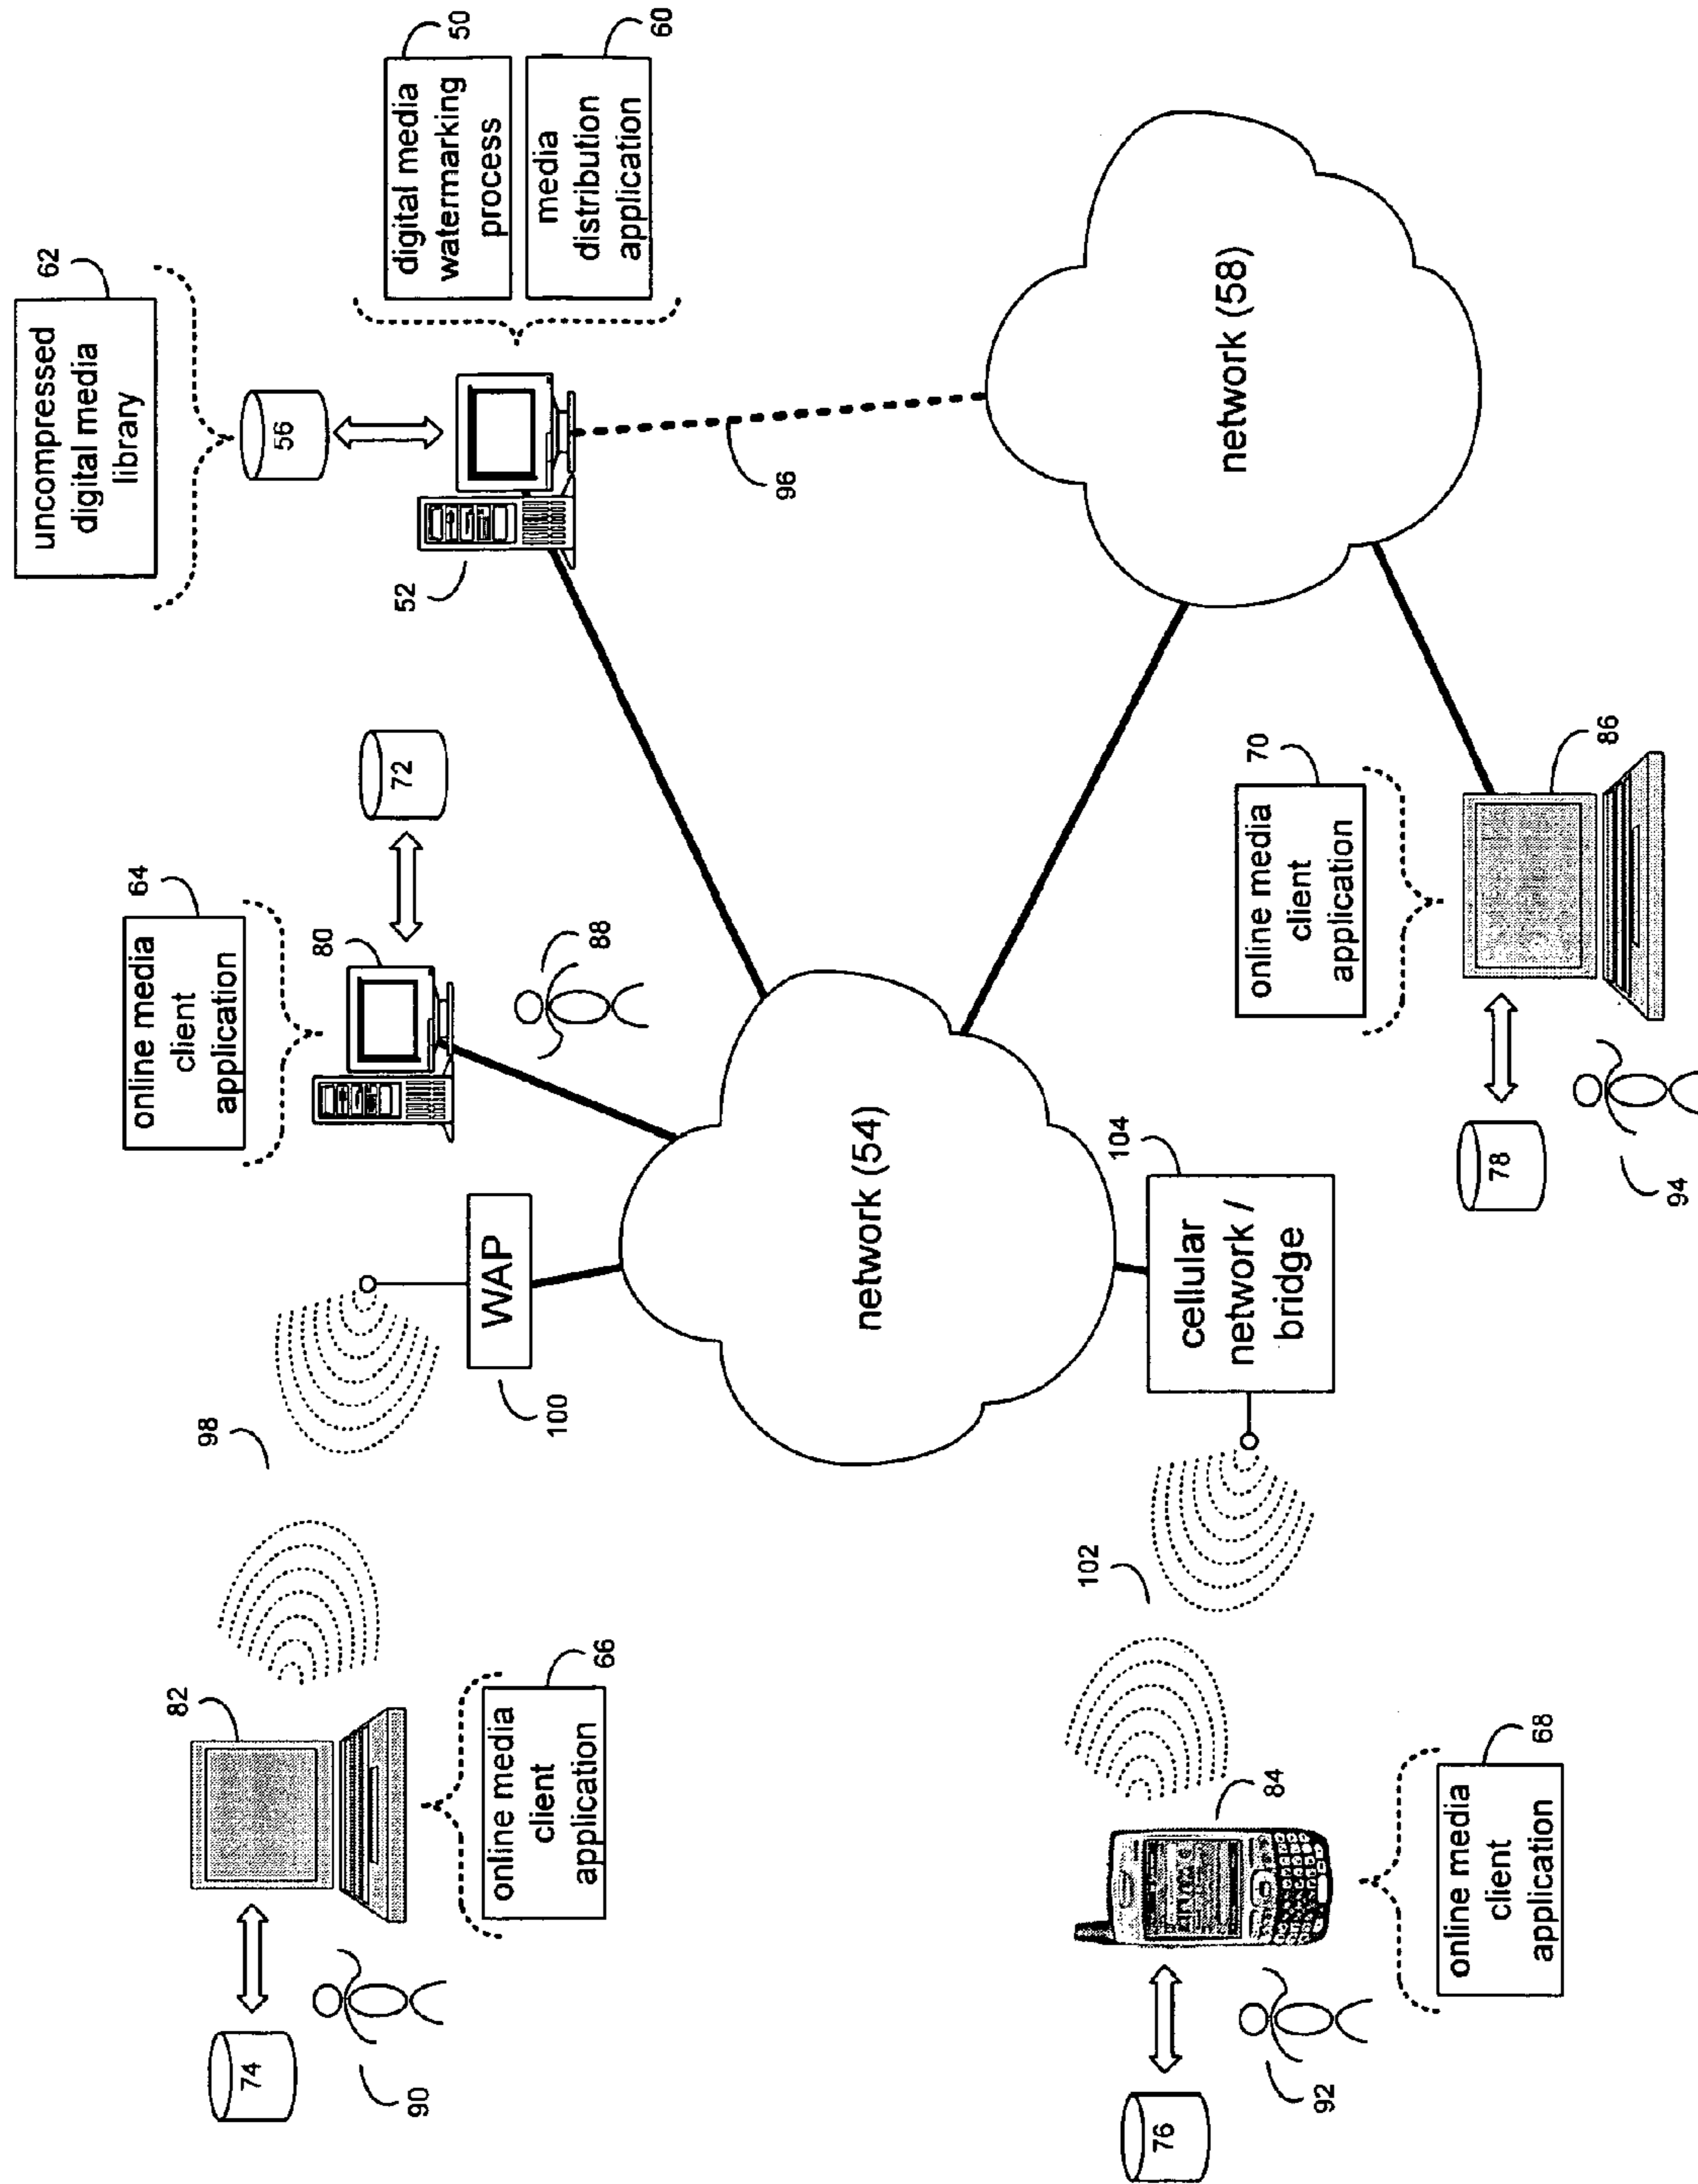 62
uncompressed
digital media
library
56
52
50
digital media
watermarking
process
60
media
distribution
application
96
64
online media
client
application
80
72
88
98
82
74
90
66
online media
client
application
WAP
100
network (54)
network (58)
102
104
cellular
network /
bridge
84
76
92
68
online media
client
application
70
online media
client
application
86
78
94